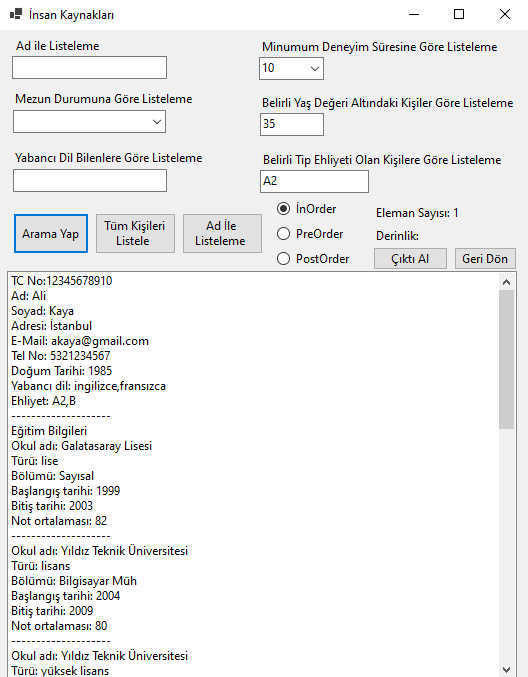 İnsan Kaynakları
Ad ile Listeleme
Minumum Deneyim Süresine Göre Listeleme
10
Mezun Durumuna Göre Listeleme
Belirli Yaş Değeri Altındaki Kişiler Göre Listeleme
35
Yabancı Dil Bilenlere Göre Listeleme
Belirli Tip Ehliyeti Olan Kişilere Göre Listeleme
A2
Arama Yap
Tüm Kişileri
Listele
Ad İle
Listeleme
İnOrder
PreOrder
PostOrder
Eleman Sayısı: 1
Derinlik:
Çıktı Al
Geri Dön
TC No:12345678910
Ad: Ali
Soyad: Kaya
Adresi: İstanbul
E-Mail: akaya@gmail.com
Tel No: 5321234567
Doğum Tarihi: 1985
Yabancı dil: ingilizce,fransızca
Ehliyet: A2,B
--------------------
Eğitim Bilgileri
Okul adı: Galatasaray Lisesi
Türü: lise
Bölümü: Sayısal
Başlangış tarihi: 1999
Bitiş tarihi: 2003
Not ortalaması: 82
--------------------
Okul adı: Yıldız Teknik Üniversitesi
Türü: lisans
Bölümü: Bilgisayar Müh
Başlangış tarihi: 2004
Bitiş tarihi: 2009
Not ortalaması: 80
--------------------
Okul adı: Yıldız Teknik Üniversitesi
Türü: yüksek lisans